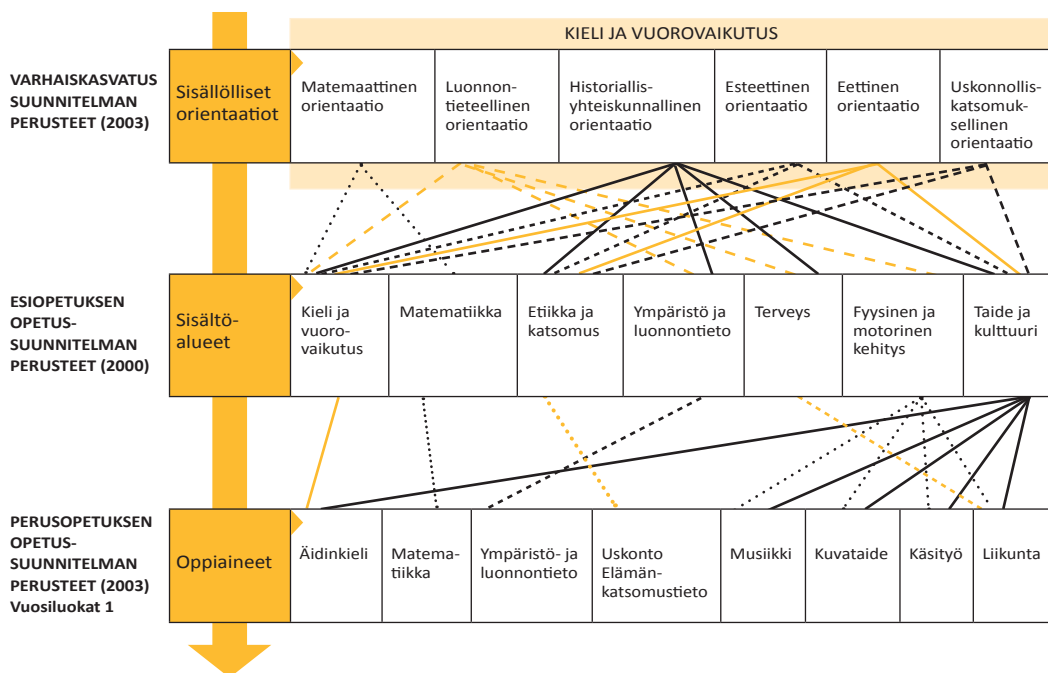 KIELI JA VUOROVAIKUTUS
VARHAISKASVATUS
SUUNNITELMAN
PERUSTEET (2003)
Sisällölliset
orientaatiot
Matemaattinen
orientaatio
Luonnon-
tieteellinen
orientaatio
Historiallis-
yhteiskunnallinen
orientaatio
Esteettinen
orientaatio
Eettinen
orientaatio
Uskonnollis-
katsomuk-
sellinen
orientaatio
ESIOPETUKSEN
OPETUS-
SUUNNITELMAN
PERUSTEET (2000)
Sisältö-
alueet
Kieli ja
vuoro-
vaikutus
Matematiikka
Etiikka ja
katsomus
Ympäristö ja
luonnontieto
Terveys
Fyysinen ja
motorinen
kehitys
Taide ja
kulttuuri
PERUSOPETUKSEN
OPETUS-
SUUNNITELMAN
PERUSTEET (2003)
Vuosiluokat 1
Oppiaineet
Äidinkieli
Matema-
tiikka
Ympäristö- ja
luonnontieto
Uskonto
Elämän-
katsomustieto
Musiikki
Kuvataide
Käsityö
Liikunta